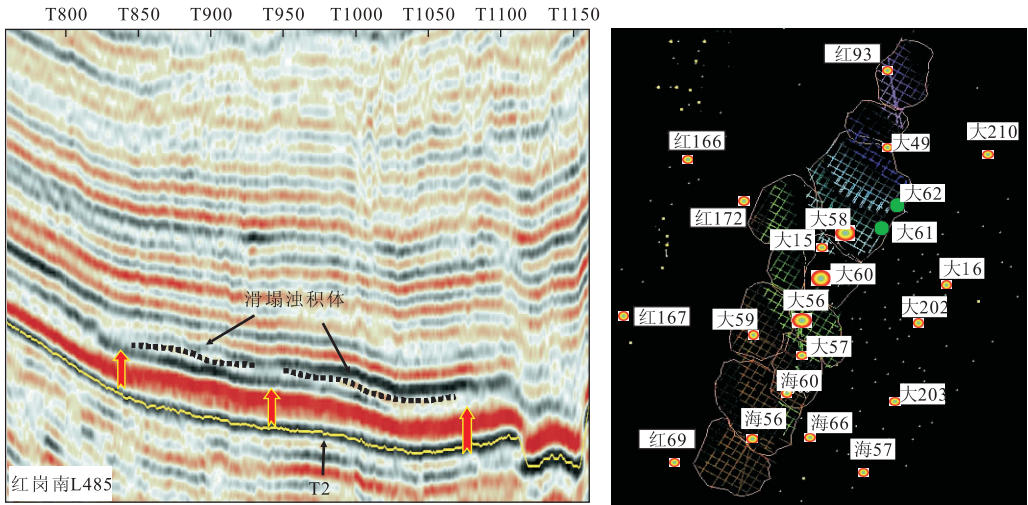 T800 T850 T900 T950 T1000 T1050 T1100 T1150
滑塌浊积体
T2
红岗南L485
红93
大210
红166
大49
大62
红172
大58
大61
大15
大60
大16
大56
大202
红167
大59
大57
海60
大203
海56
海66
红69
海57